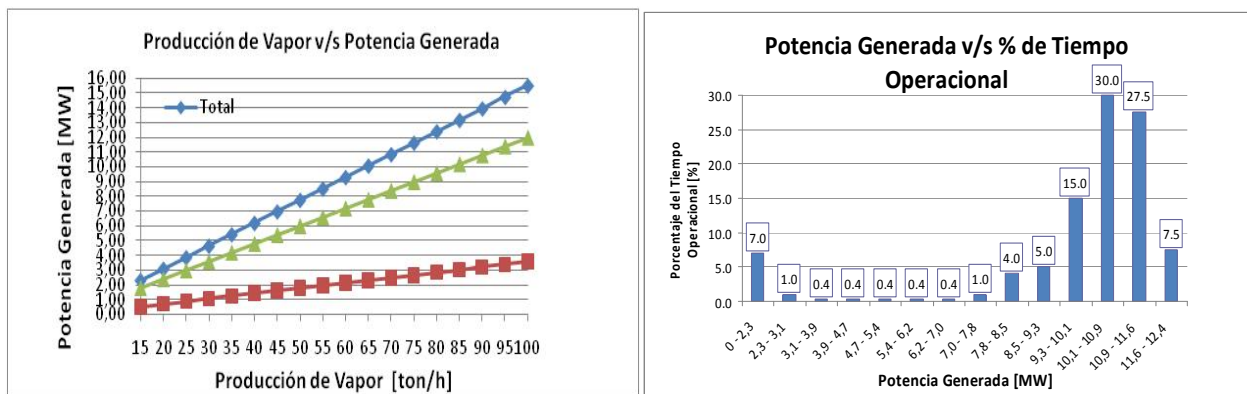 Producción de Vapor v/s Potencia Generada
Potencia Generada [MW]
16,00
15,00
14,00
13,00
12,00
11,00
10,00
9,00
8,00
7,00
6,00
5,00
4,00
3,00
2,00
1,00
0,00
Total
15 20 25 30 35 40 45 50 55 60 65 70 75 80 85 90 95100
Producción de Vapor [ton/h]
Potencia Generada v/s % de Tiempo
Operacional
Porcentaje del Tiempo
Operacional [%]
30.0
25.0
20.0
15.0
10.0
5.0
0.0
7.0
1.0
0.4
0.4
0.4
0.4
0.4
1.0
4.0
5.0
15.0
30.0
27.5
7.5
0 - 2,3
2,3 - 3,1
3,1 - 3,9
3,9 - 4,7
4,7 - 5,4
5,4 - 6,2
6,2 - 7,0
7,0 - 7,8
7,8 - 8,5
8,5 - 9,3
9,3 - 10,1
10,1 - 10,9
10,9 - 11,6
11,6 - 12,4
Potencia Generada [MW]